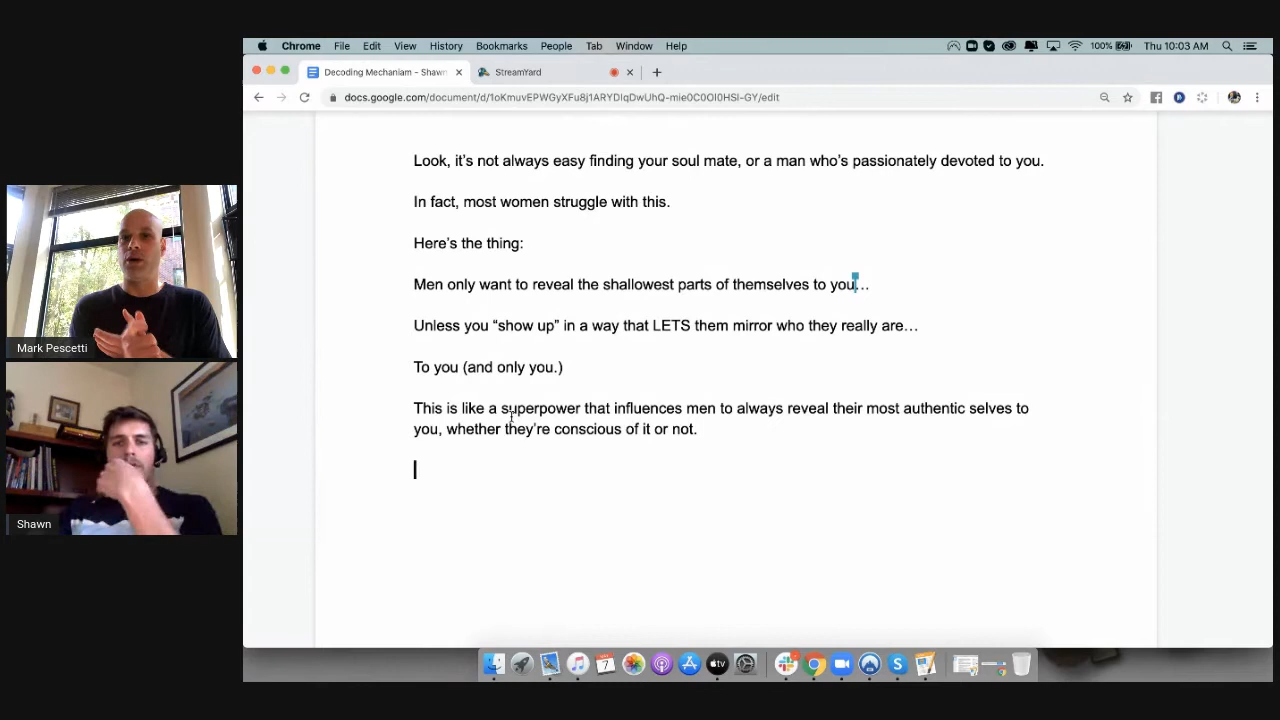 Chrome File Edit View History Bookmarks People Tab Window Help 100% Thu 10:03 AM
Decoding Mechaniam - Shawn StreamYard
docs.google.com/document/d/1oKmuvEPWGyXFu8j1ARYDIqDwUhQ-mie0C0Ol0HSI-GY/edit
Look, it's not always easy finding your soul mate, or a man who's passionately devoted to you.
In fact, most women struggle with this.
Here's the thing:
Men only want to reveal the shallowest parts of themselves to you…
Unless you “show up” in a way that LETS them mirror who they really are…
To you (and only you.)
This is like a superpower that influences men to always reveal their most authentic selves to
you, whether they're conscious of it or not.
Mark Pescetti
Shawn
7
tv